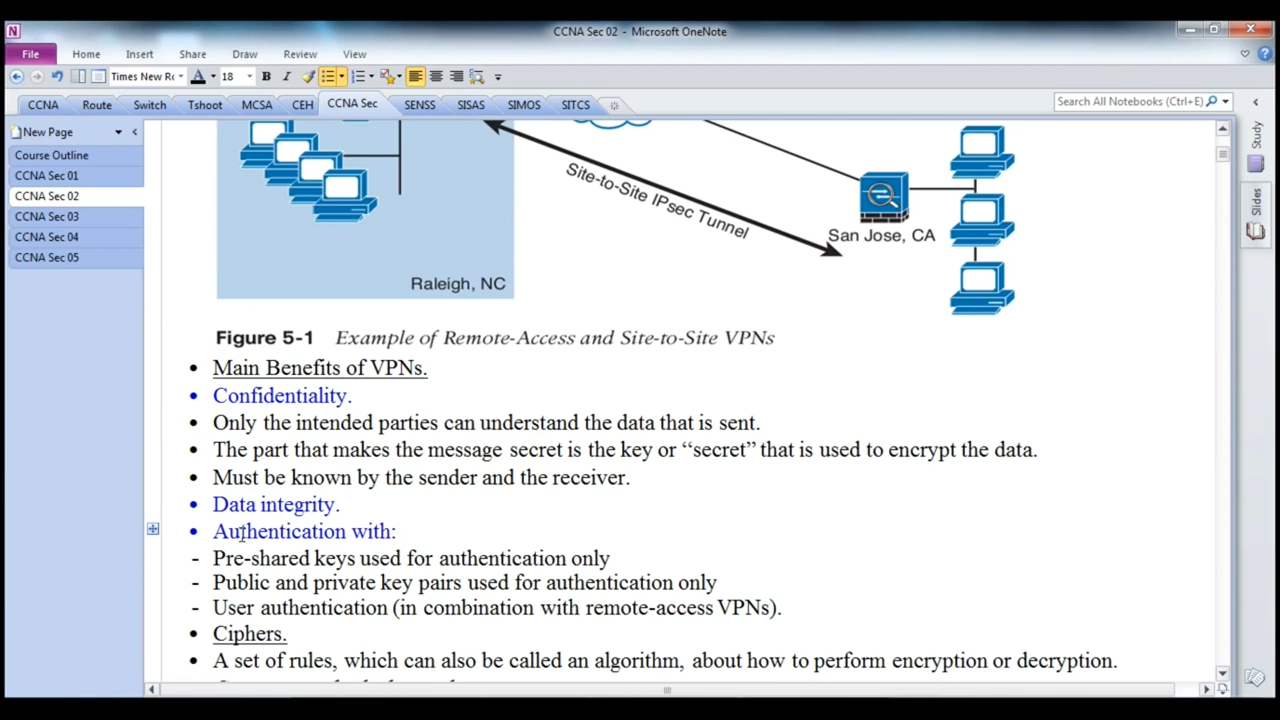 CCNA Sec 02 - Microsoft OneNote
File Home Insert Share Draw Review View
Times New Ro 18 B I
CCNA Route Switch Tshoot MCSA CEH CCNA Sec SENSS SISAS SIMOS SITCS
Search All Notebooks (Ctrl+E)
New Page
Course Outline
CCNA Sec 01
CCNA Sec 02
CCNA Sec 03
CCNA Sec 04
CCNA Sec 05
Study
Slides
Site-to-Site IPsec Tunnel
San Jose, CA
Raleigh, NC
Figure 5-1 Example of Remote-Access and Site-to-Site VPNs
• Main Benefits of VPNs.
• Confidentiality.
• Only the intended parties can understand the data that is sent.
• The part that makes the message secret is the key or “secret” that is used to encrypt the data.
• Must be known by the sender and the receiver.
• Data integrity.
• Authentication with:
- Pre-shared keys used for authentication only
- Public and private key pairs used for authentication only
- User authentication (in combination with remote-access VPNs).
• Ciphers.
• A set of rules, which can also be called an algorithm, about how to perform encryption or decryption.